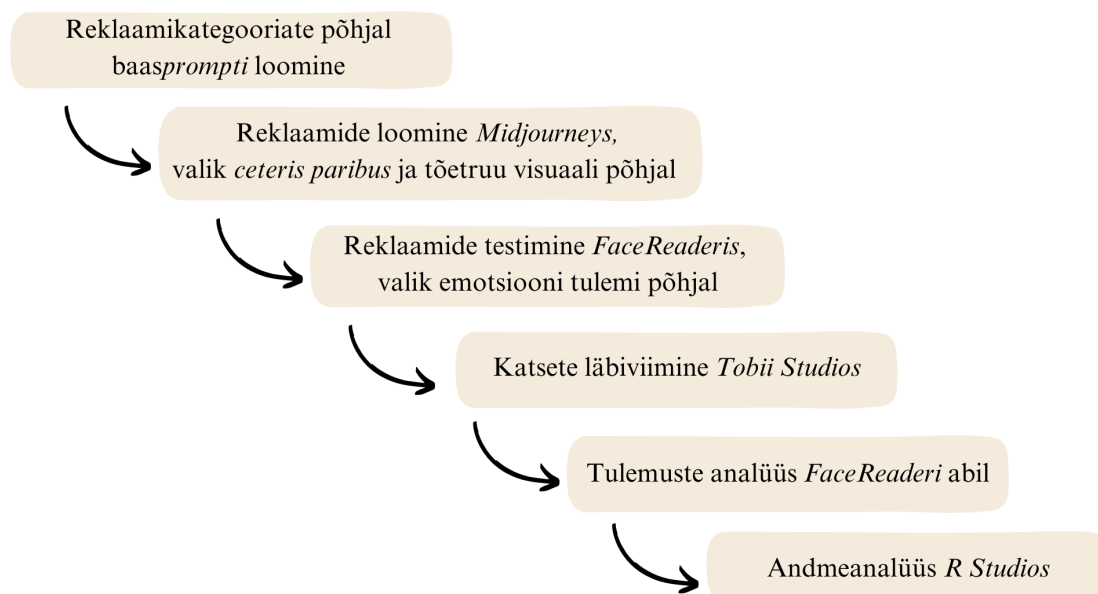 Reklaamikategooriate põhjal
baasprompti loomine
Reklaamide loomine Midjourneys,
valik ceteris paribus ja tõetruu visuaali põhjal
Reklaamide testimine FaceReaderis,
valik emotsiooni tulemi põhjal
Katsete läbiviimine Tobii Studios
Tulemuste analüüs FaceReaderi abil
Andmeanalüüs R Studios